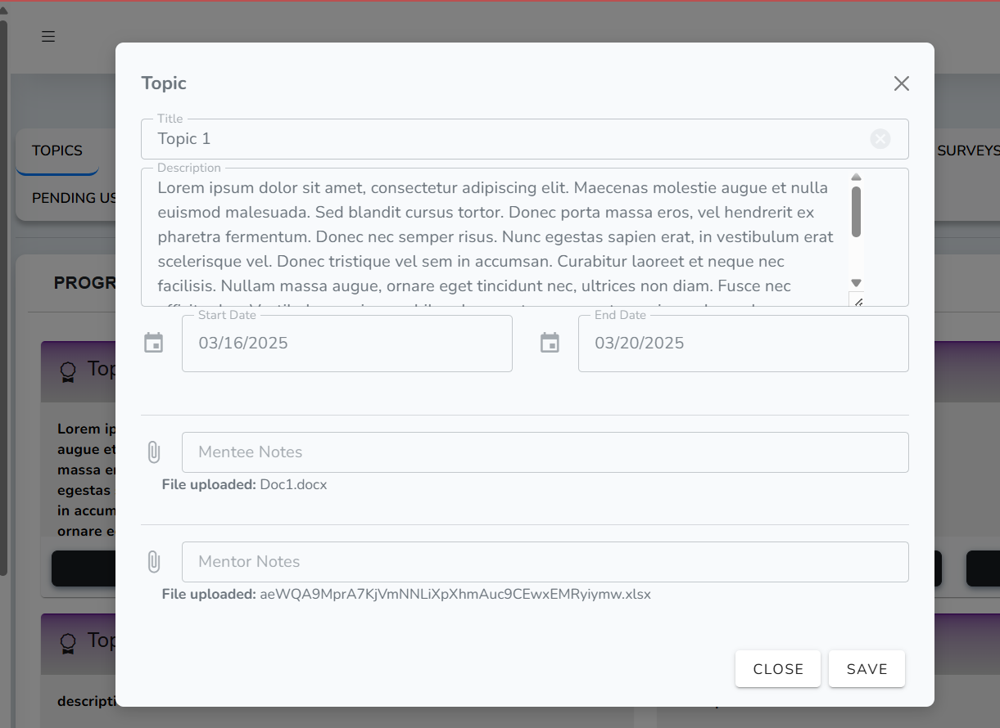 Topic
Title
Topic 1
Description
Lorem ipsum dolor sit amet, consectetur adipiscing elit. Maecenas molestie augue et nulla
euismod malesuada. Sed blandit cursus tortor. Donec porta massa eros, vel hendrerit ex
pharetra fermentum. Donec nec semper risus. Nunc egestas sapien erat, in vestibulum erat
scelerisque vel. Donec tristique vel sem in accumsan. Curabitur laoreet et neque nec
facilisis. Nullam massa augue, ornare eget tincidunt nec, ultrices non diam. Fusce nec
Start Date
03/16/2025
End Date
03/20/2025
Mentee Notes
File uploaded: Doc1.docx
Mentor Notes
File uploaded: aeWQA9MprA7KjVmNNLiXpXhmAuc9CEwxEMRyiymw.xlsx
CLOSE SAVE
TOPICS
SURVEYS
PENDING US
PROGR
Top
Lorem ip
augue et
massa er
egestas
in accum
ornare e
Top
descripti